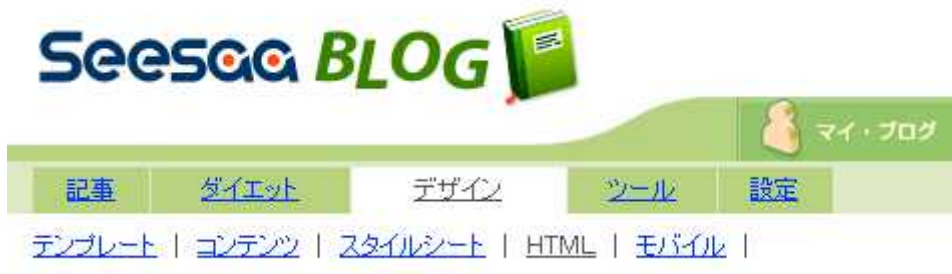 Seesaa BLOG
マイ・ブログ
記事 ダイエット デザイン ツール 設定
テンプレート | コンテンツ | スタイルシート | HTML | モバイル |